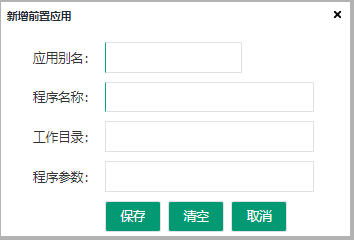 新增前置应用
应用别名：
程序名称：
工作目录：
程序参数：
保存 清空 取消